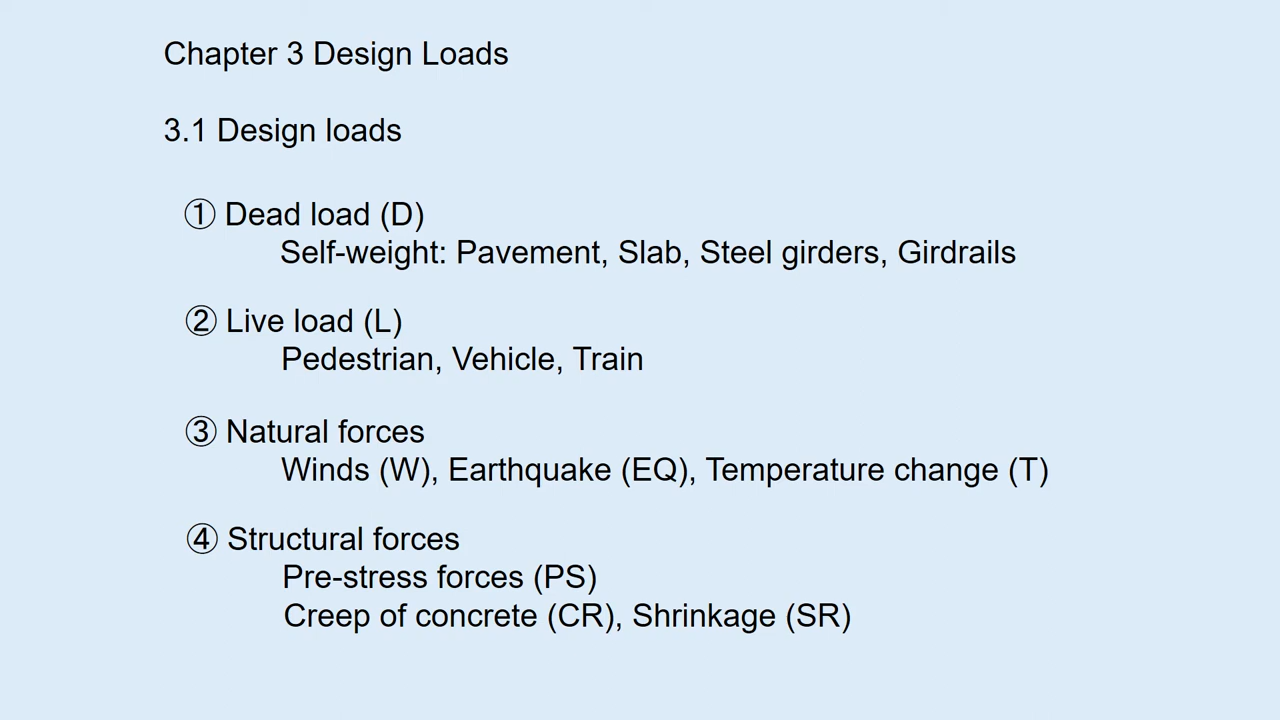 Chapter 3 Design Loads
3.1 Design loads
① Dead load (D)
Self-weight: Pavement, Slab, Steel girders, Girdrails
② Live load (L)
Pedestrian, Vehicle, Train
③ Natural forces
Winds (W), Earthquake (EQ), Temperature change (T)
④ Structural forces
Pre-stress forces (PS)
Creep of concrete (CR), Shrinkage (SR)